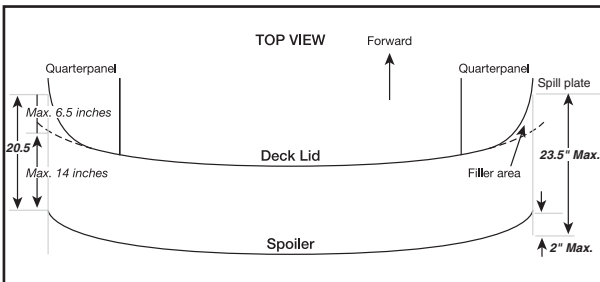 TOP VIEW
Forward
Quarterpanel
Quarterpanel
Spill plate
Max. 6.5 inches
20.5
Deck Lid
23.5" Max.
Max. 14 inches
Filler area
Spoiler
2" Max.